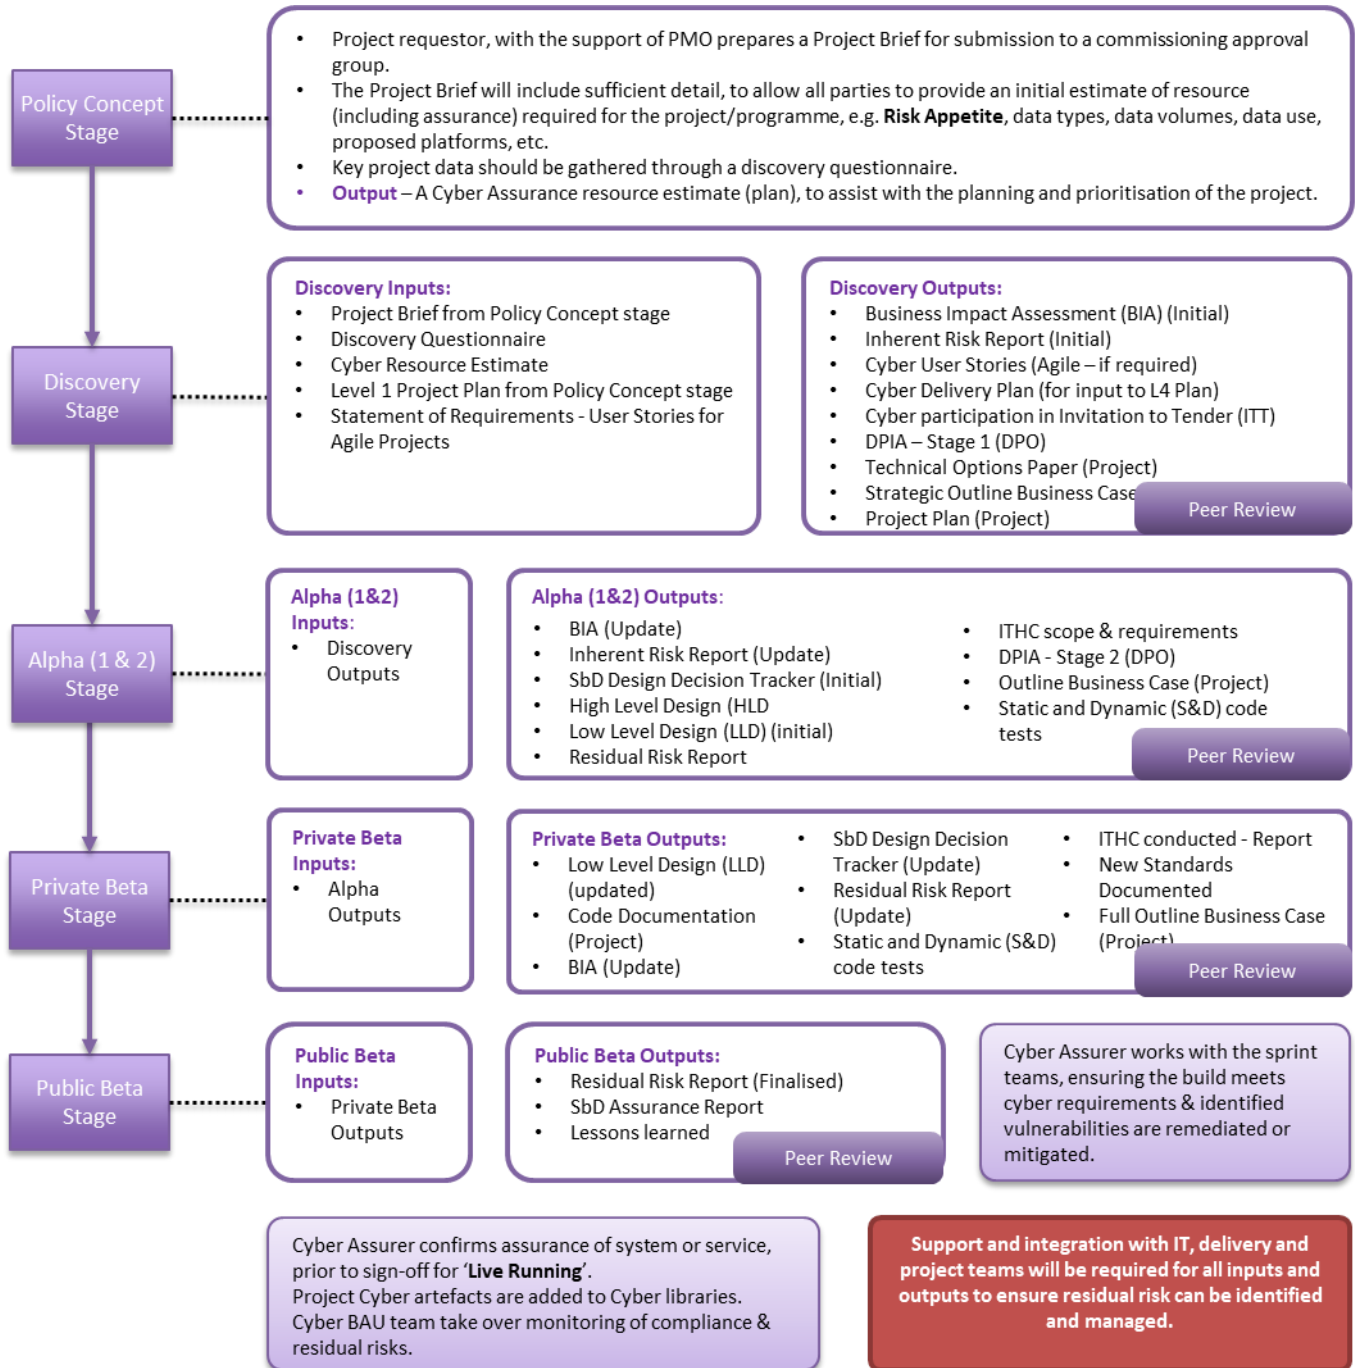 Policy Concept
Stage
• Project requestor, with the support of PMO prepares a Project Brief for submission to a commissioning approval
group.
• The Project Brief will include sufficient detail, to allow all parties to provide an initial estimate of resource
(including assurance) required for the project/programme, e.g. Risk Appetite, data types, data volumes, data use,
proposed platforms, etc.
• Key project data should be gathered through a discovery questionnaire.
• Output – A Cyber Assurance resource estimate (plan), to assist with the planning and prioritisation of the project.
Discovery
Stage
Discovery Inputs:
• Project Brief from Policy Concept stage
• Discovery Questionnaire
• Cyber Resource Estimate
• Level 1 Project Plan from Policy Concept stage
• Statement of Requirements - User Stories for
Agile Projects
Discovery Outputs:
• Business Impact Assessment (BIA) (Initial)
• Inherent Risk Report (Initial)
• Cyber User Stories (Agile – if required)
• Cyber Delivery Plan (for input to L4 Plan)
• Cyber participation in Invitation to Tender (ITT)
• DPIA – Stage 1 (DPO)
• Technical Options Paper (Project)
• Strategic Outline Business Case
• Project Plan (Project)
Peer Review
Alpha (1 & 2)
Stage
Alpha (1&2)
Inputs:
• Discovery
Outputs
Alpha (1&2) Outputs:
• BIA (Update)
• Inherent Risk Report (Update)
• SbD Design Decision Tracker (Initial)
• High Level Design (HLD
• Low Level Design (LLD) (initial)
• Residual Risk Report
• ITHC scope & requirements
• DPIA - Stage 2 (DPO)
• Outline Business Case (Project)
• Static and Dynamic (S&D) code
tests
Peer Review
Private Beta
Stage
Private Beta
Inputs:
• Alpha
Outputs
Private Beta Outputs:
• Low Level Design (LLD)
(updated)
• Code Documentation
(Project)
• BIA (Update)
• SbD Design Decision
Tracker (Update)
• Residual Risk Report
(Update)
• Static and Dynamic (S&D)
code tests
• ITHC conducted - Report
• New Standards
Documented
• Full Outline Business Case
(Project)
Peer Review
Public Beta
Stage
Public Beta
Inputs:
• Private Beta
Outputs
Public Beta Outputs:
• Residual Risk Report (Finalised)
• SbD Assurance Report
• Lessons learned
Peer Review
Cyber Assurer works with the sprint
teams, ensuring the build meets
cyber requirements & identified
vulnerabilities are remediated or
mitigated.
Cyber Assurer confirms assurance of system or service,
prior to sign-off for ‘Live Running’.
Project Cyber artefacts are added to Cyber libraries.
Cyber BAU team take over monitoring of compliance &
residual risks.
Support and integration with IT, delivery and
project teams will be required for all inputs and
outputs to ensure residual risk can be identified
and managed.